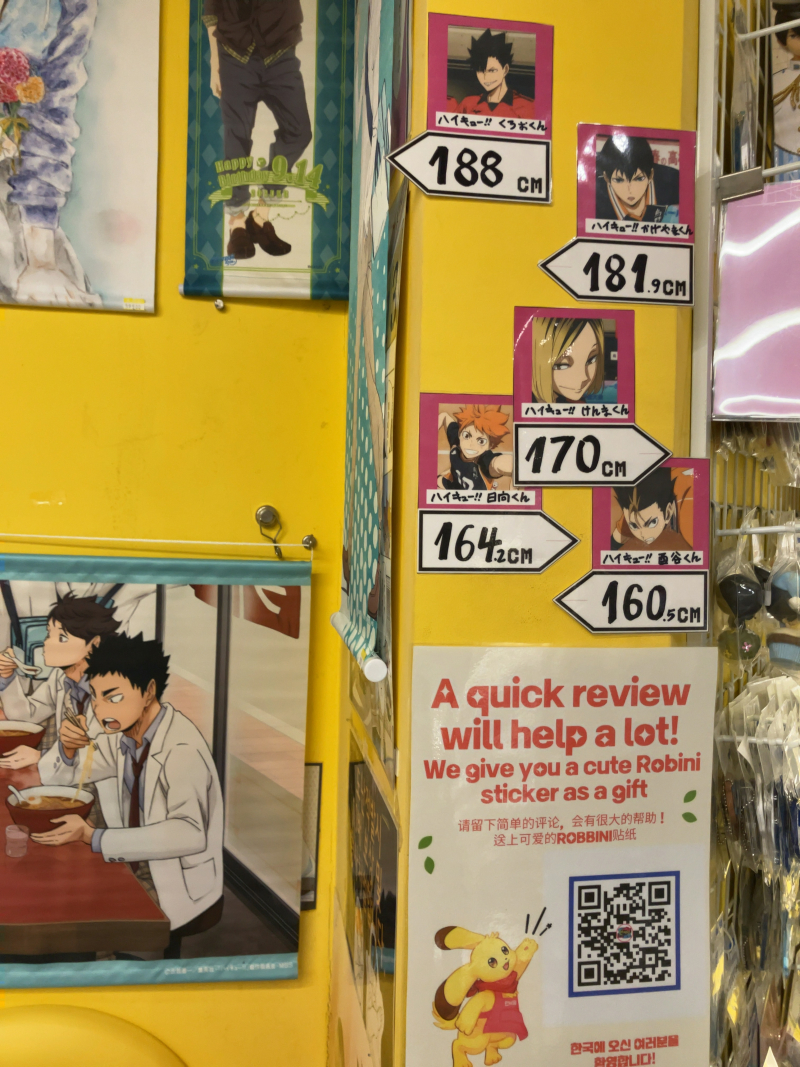 Happy
Birthday 9.14
ハイキュー!! くろおくん
188 CM
ハイキュー!! かげやまくん
181.9CM
ハイキュー!! けんまくん
170CM
ハイキュー!! 日向くん
164.2CM
ハイキュー!! 西谷くん
160.5CM
A quick review
will help a lot!
We give you a cute Robini
sticker as a gift
请留下简单的评论，会有很大的帮助！
送上可爱的ROBBINI贴纸
한국에 오신 여러분을
환영합니다!